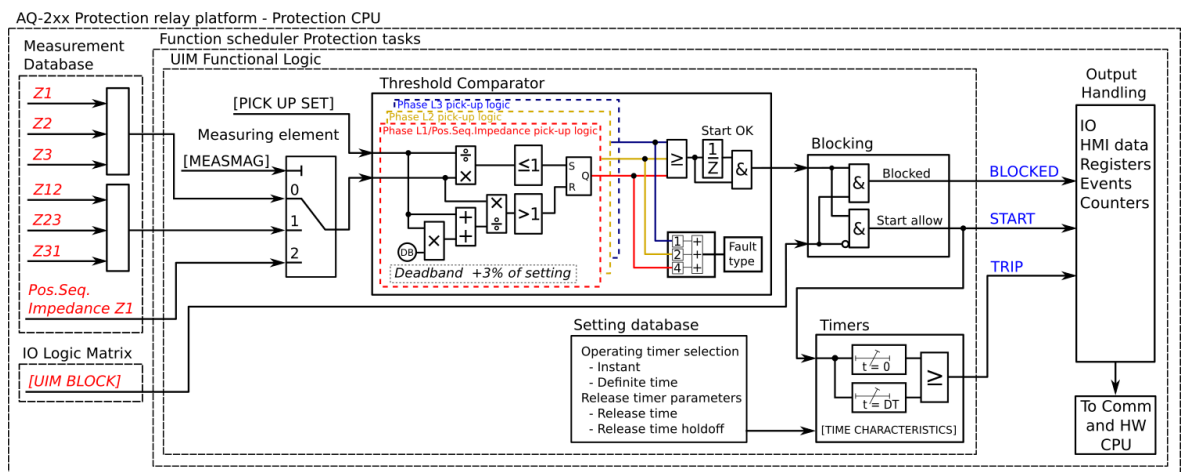 AQ-2xx Protection relay platform - Protection CPU
Function scheduler Protection tasks
UIM Functional Logic
Measurement
Database
Z1
Z2
Z3
Z12
Z23
Z31
Pos.Seq.
Impedance Z1
IO Logic Matrix
[UIM BLOCK]
[PICK UP SET]
Measuring element
[MEASMAG]
0
1
2
Threshold Comparator
Phase L3 pick-up logic
Phase L2 pick-up logic
Phase L1/Pos.Seq.Impedance pick-up logic
÷
×
≤1
S
R
Q
×
÷
>1
+
+
×
DB
Deadband +3% of setting
≥
Start OK
1
Z
&
1 +
2 +
4 +
Fault
type
Blocking
&
Blocked
&
Start allow
BLOCKED
START
TRIP
Setting database
Operating timer selection
- Instant
- Definite time
Release timer parameters
- Release time
- Release time holdoff
Timers
t = 0
t = DT
≥
[TIME CHARACTERISTICS]
Output
Handling
IO
HMI data
Registers
Events
Counters
To Comm
and HW
CPU